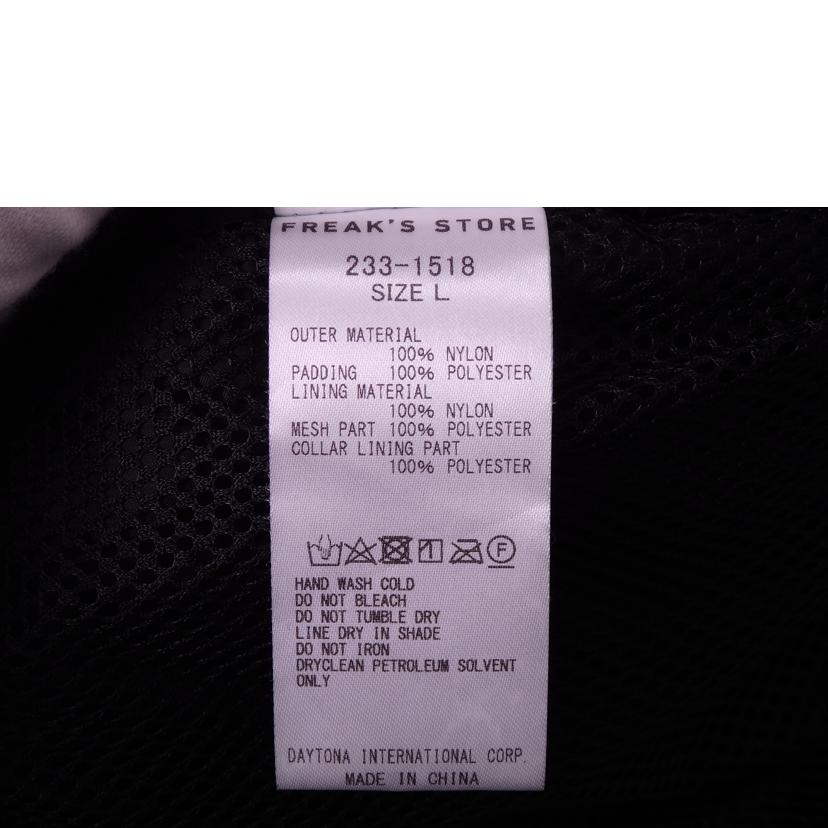 FREAK'S STORE
233-1518
SIZE L
OUTER MATERIAL
100% NYLON
PADDING 100% POLYESTER
LINING MATERIAL
100% NYLON
MESH PART 100% POLYESTER
COLLAR LINING PART
100% POLYESTER
F
HAND WASH COLD
DO NOT BLEACH
DO NOT TUMBLE DRY
LINE DRY IN SHADE
DO NOT IRON
DRYCLEAN PETROLEUM SOLVENT
ONLY
DAYTONA INTERNATIONAL CORP.
MADE IN CHINA